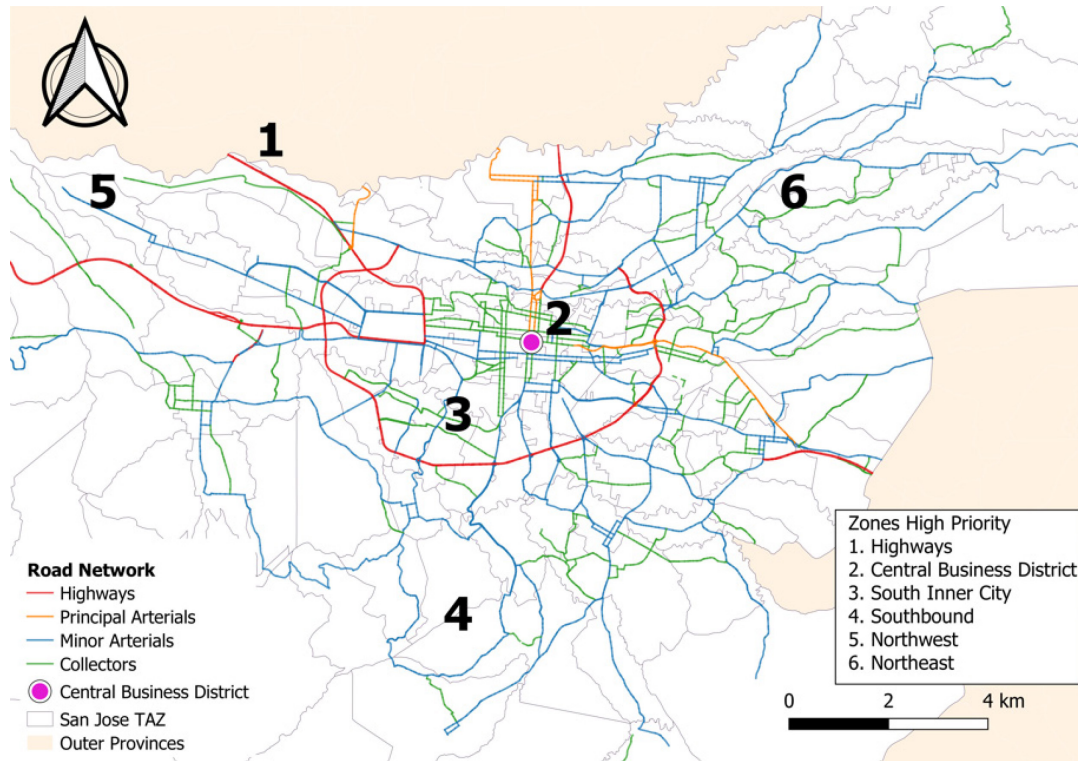 1
5
6
2
3
4
Road Network
Highways
Principal Arterials
Minor Arterials
Collectors
Central Business District
San Jose TAZ
Outer Provinces
Zones High Priority
1. Highways
2. Central Business District
3. South Inner City
4. Southbound
5. Northwest
6. Northeast
0 2 4 km